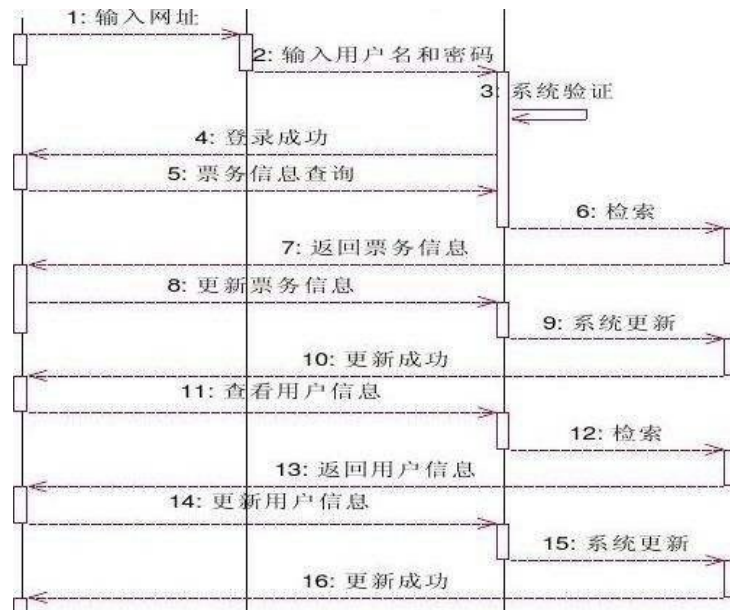 1: 输入网址
2: 输入用户名和密码
3: 系统验证
4: 登录成功
5: 票务信息查询
6: 检索
7: 返回票务信息
8: 更新票务信息
9: 系统更新
10: 更新成功
11: 查看用户信息
12: 检索
13: 返回用户信息
14: 更新用户信息
15: 系统更新
16: 更新成功